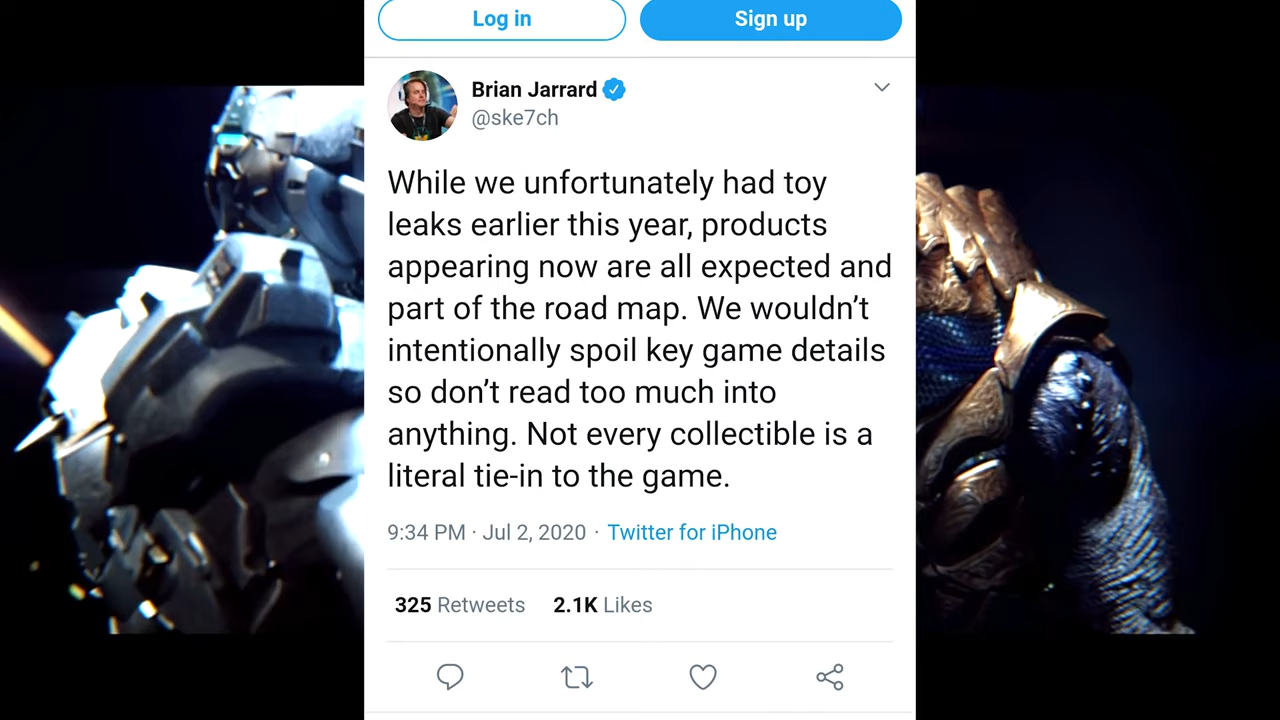 Log in Sign up
Brian Jarrard
@ske7ch
While we unfortunately had toy
leaks earlier this year, products
appearing now are all expected and
part of the road map. We wouldn’t
intentionally spoil key game details
so don’t read too much into
anything. Not every collectible is a
literal tie-in to the game.
9:34 PM · Jul 2, 2020 · Twitter for iPhone
325 Retweets 2.1K Likes